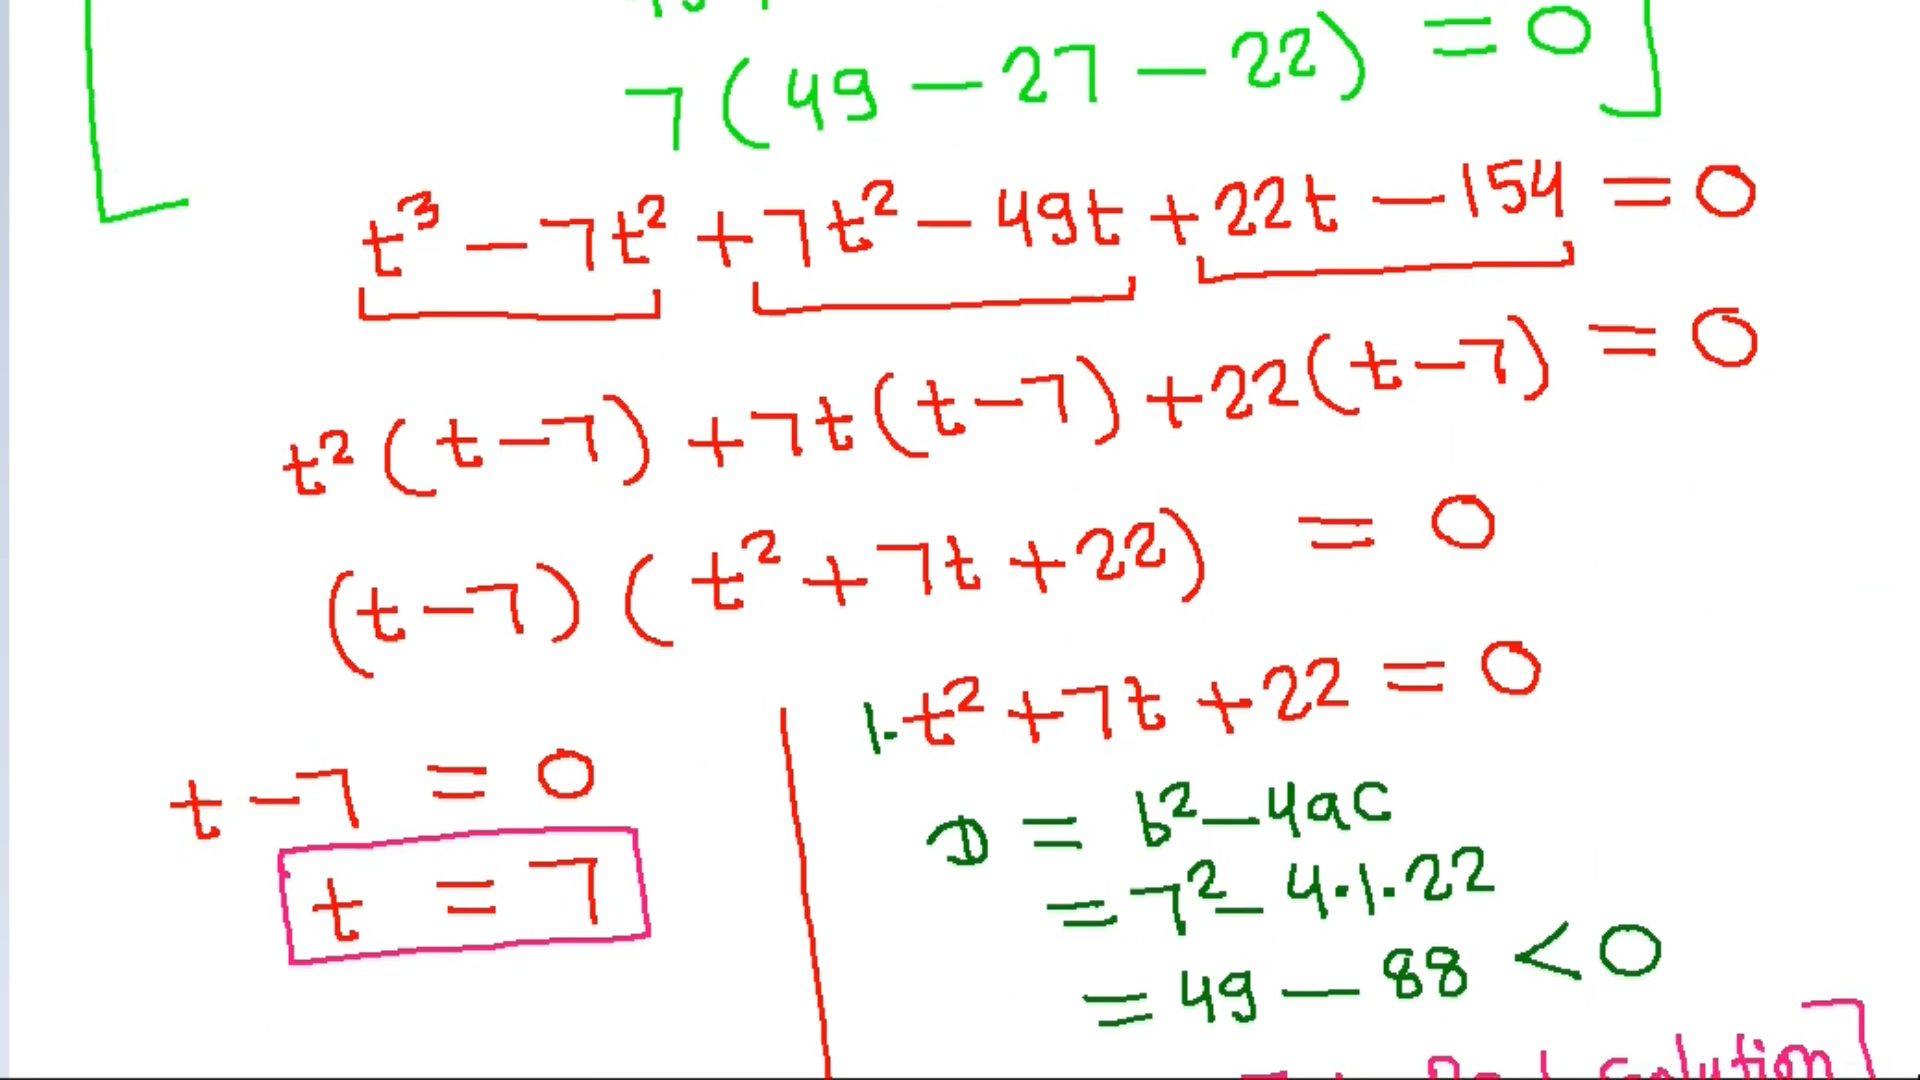 7(49 − 27 − 22) = 0
t³ − 7t² + 7t² − 49t + 22t − 154 = 0
t²(t − 7) + 7t(t − 7) + 22(t − 7) = 0
(t − 7)(t² + 7t + 22) = 0
t − 7 = 0
t = 7
1·t² + 7t + 22 = 0
D = b² − 4ac
= 7² − 4·1·22
= 49 − 88 < 0
solution